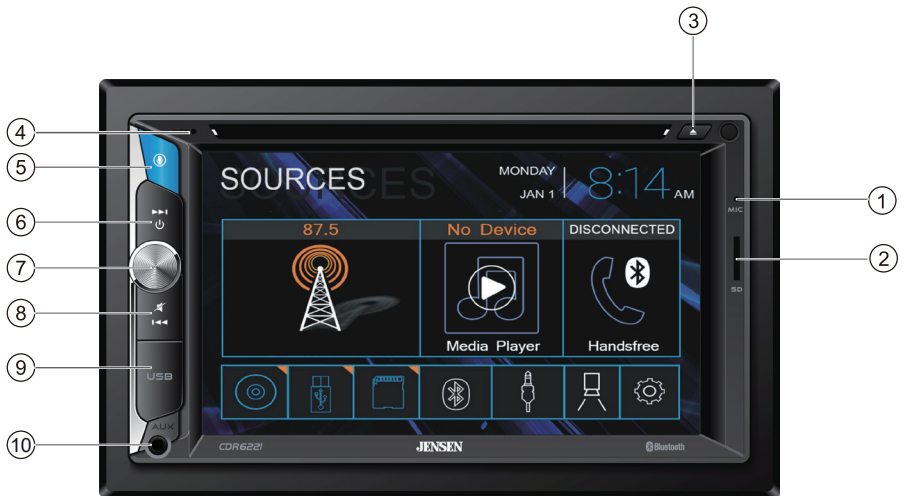 3
4
5
6
7
8
9
10
1
2
MIC
SD
USB
AUX
SOURCES
MONDAY
JAN 1
8:14 AM
87.5
No Device
DISCONNECTED
Media Player
Handsfree
CDR6221
JENSEN
Bluetooth